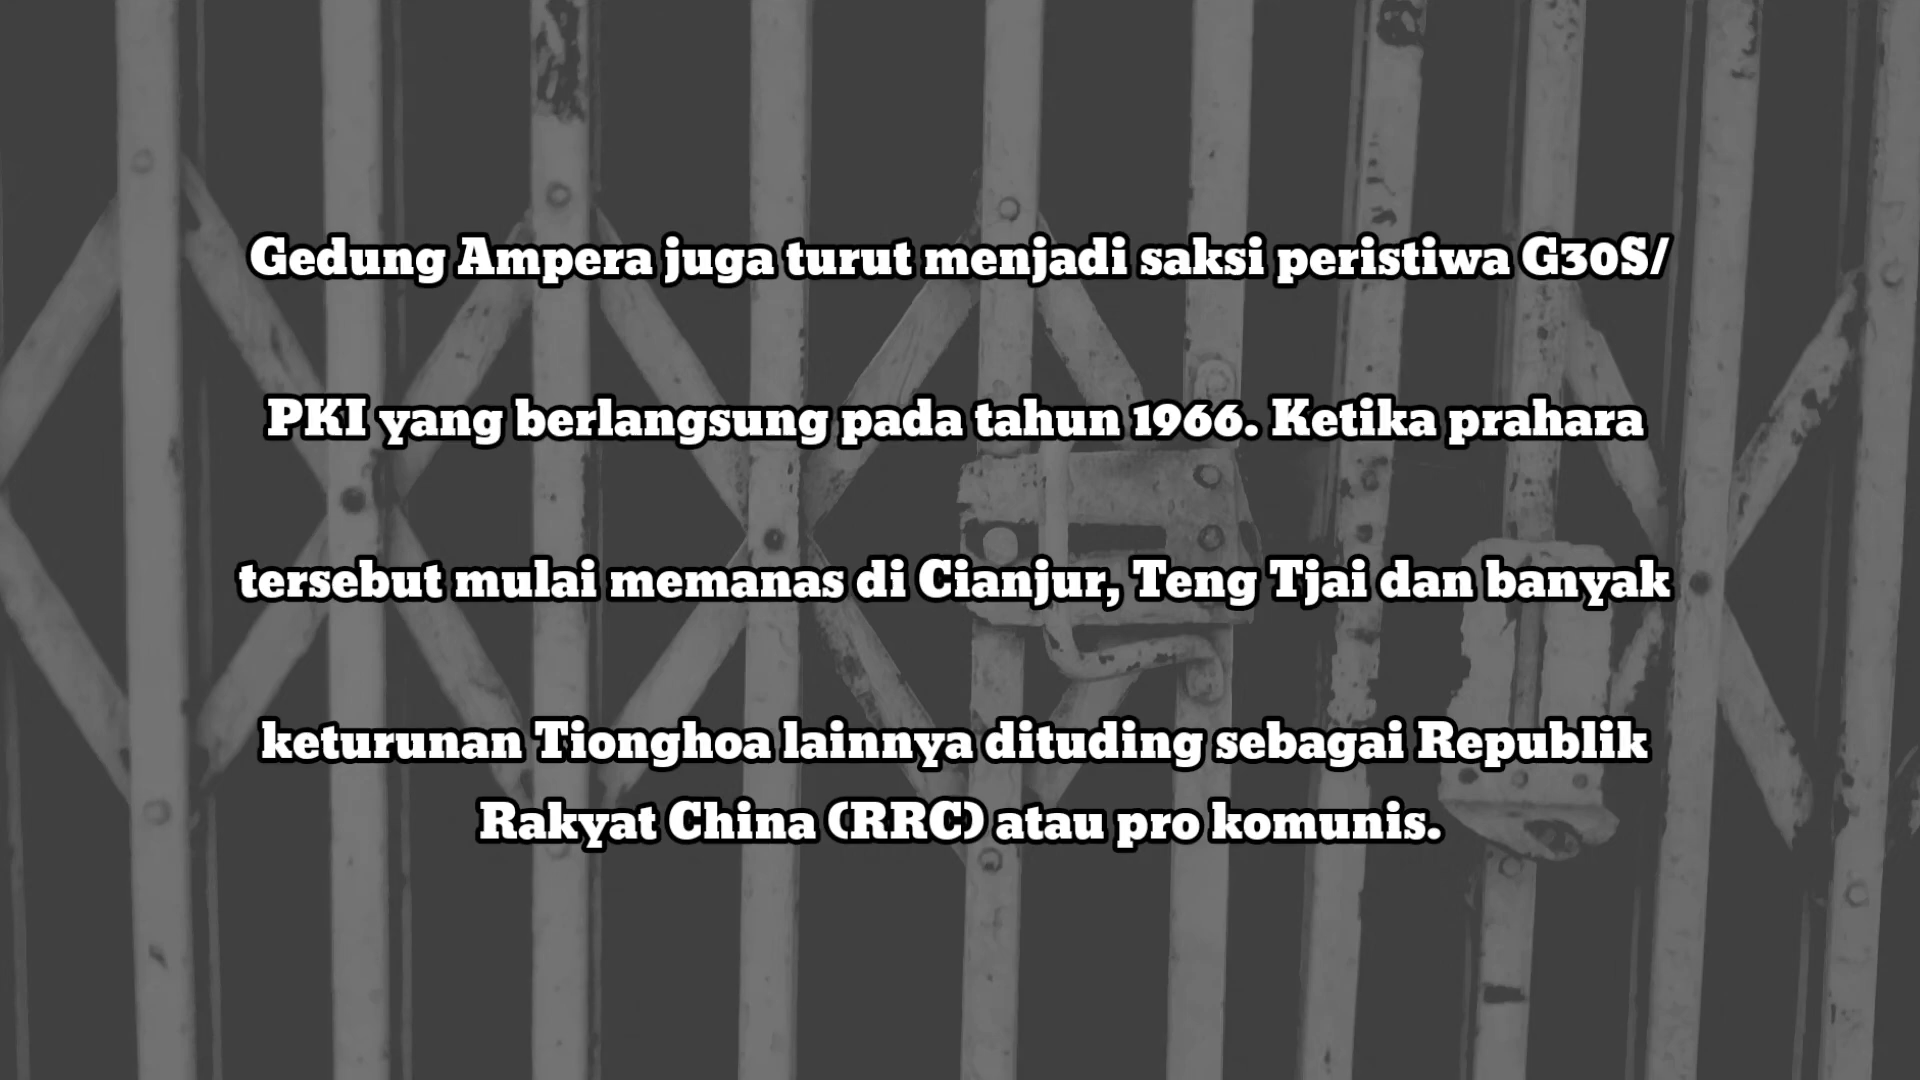 Gedung Ampera juga turut menjadi saksi peristiwa G30S/
PKI yang berlangsung pada tahun 1966. Ketika prahara
tersebut mulai memanas di Cianjur, Teng Tjai dan banyak
keturunan Tionghoa lainnya dituding sebagai Republik
Rakyat China (RRC) atau pro komunis.